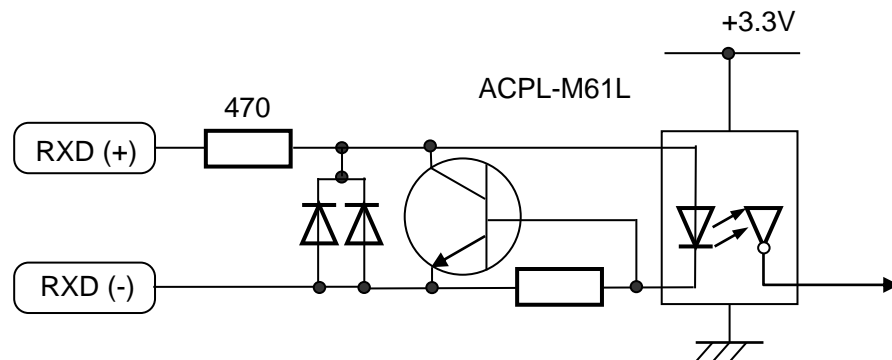 +3.3V
ACPL-M61L
470
RXD (+)
RXD (-)